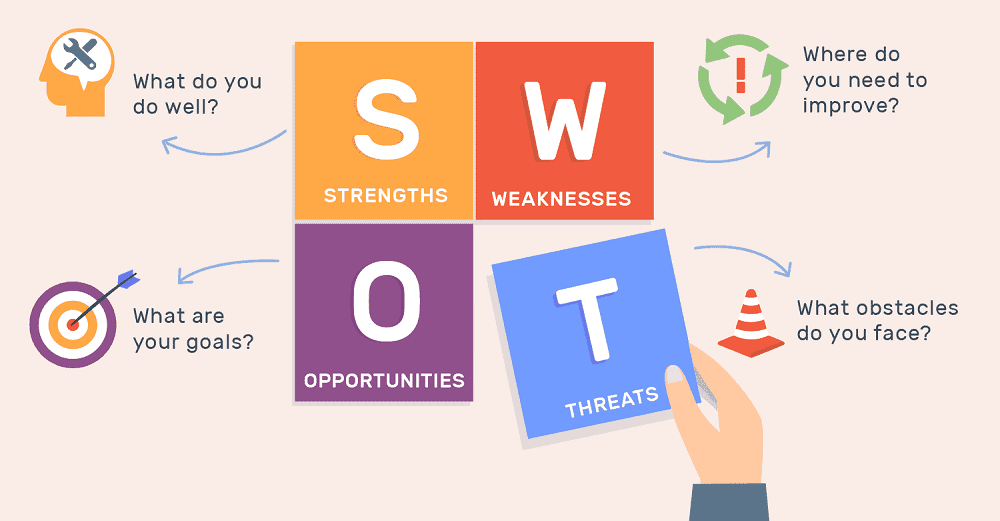 What do you
do well?
S
STRENGTHS
W
WEAKNESSES
Where do
you need to
improve?
What are
your goals?
O
OPPORTUNITIES
T
THREATS
What obstacles
do you face?